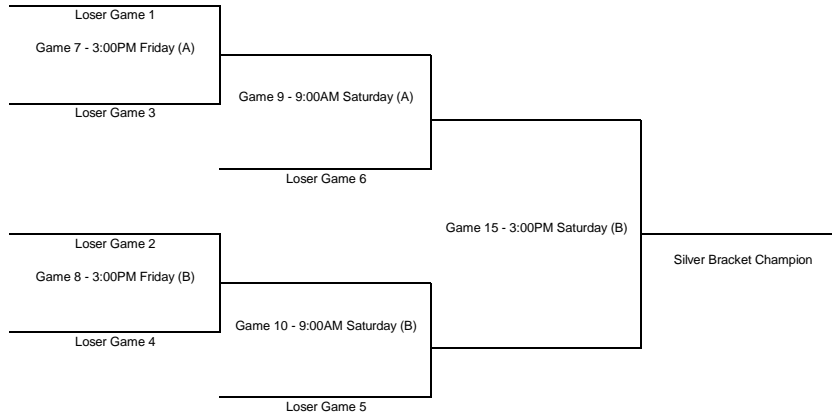 Loser Game 1
Game 7 - 3:00PM Friday (A)
Game 9 - 9:00AM Saturday (A)
Loser Game 3
Loser Game 6
Game 15 - 3:00PM Saturday (B)
Loser Game 2
Silver Bracket Champion
Game 8 - 3:00PM Friday (B)
Game 10 - 9:00AM Saturday (B)
Loser Game 4
Loser Game 5